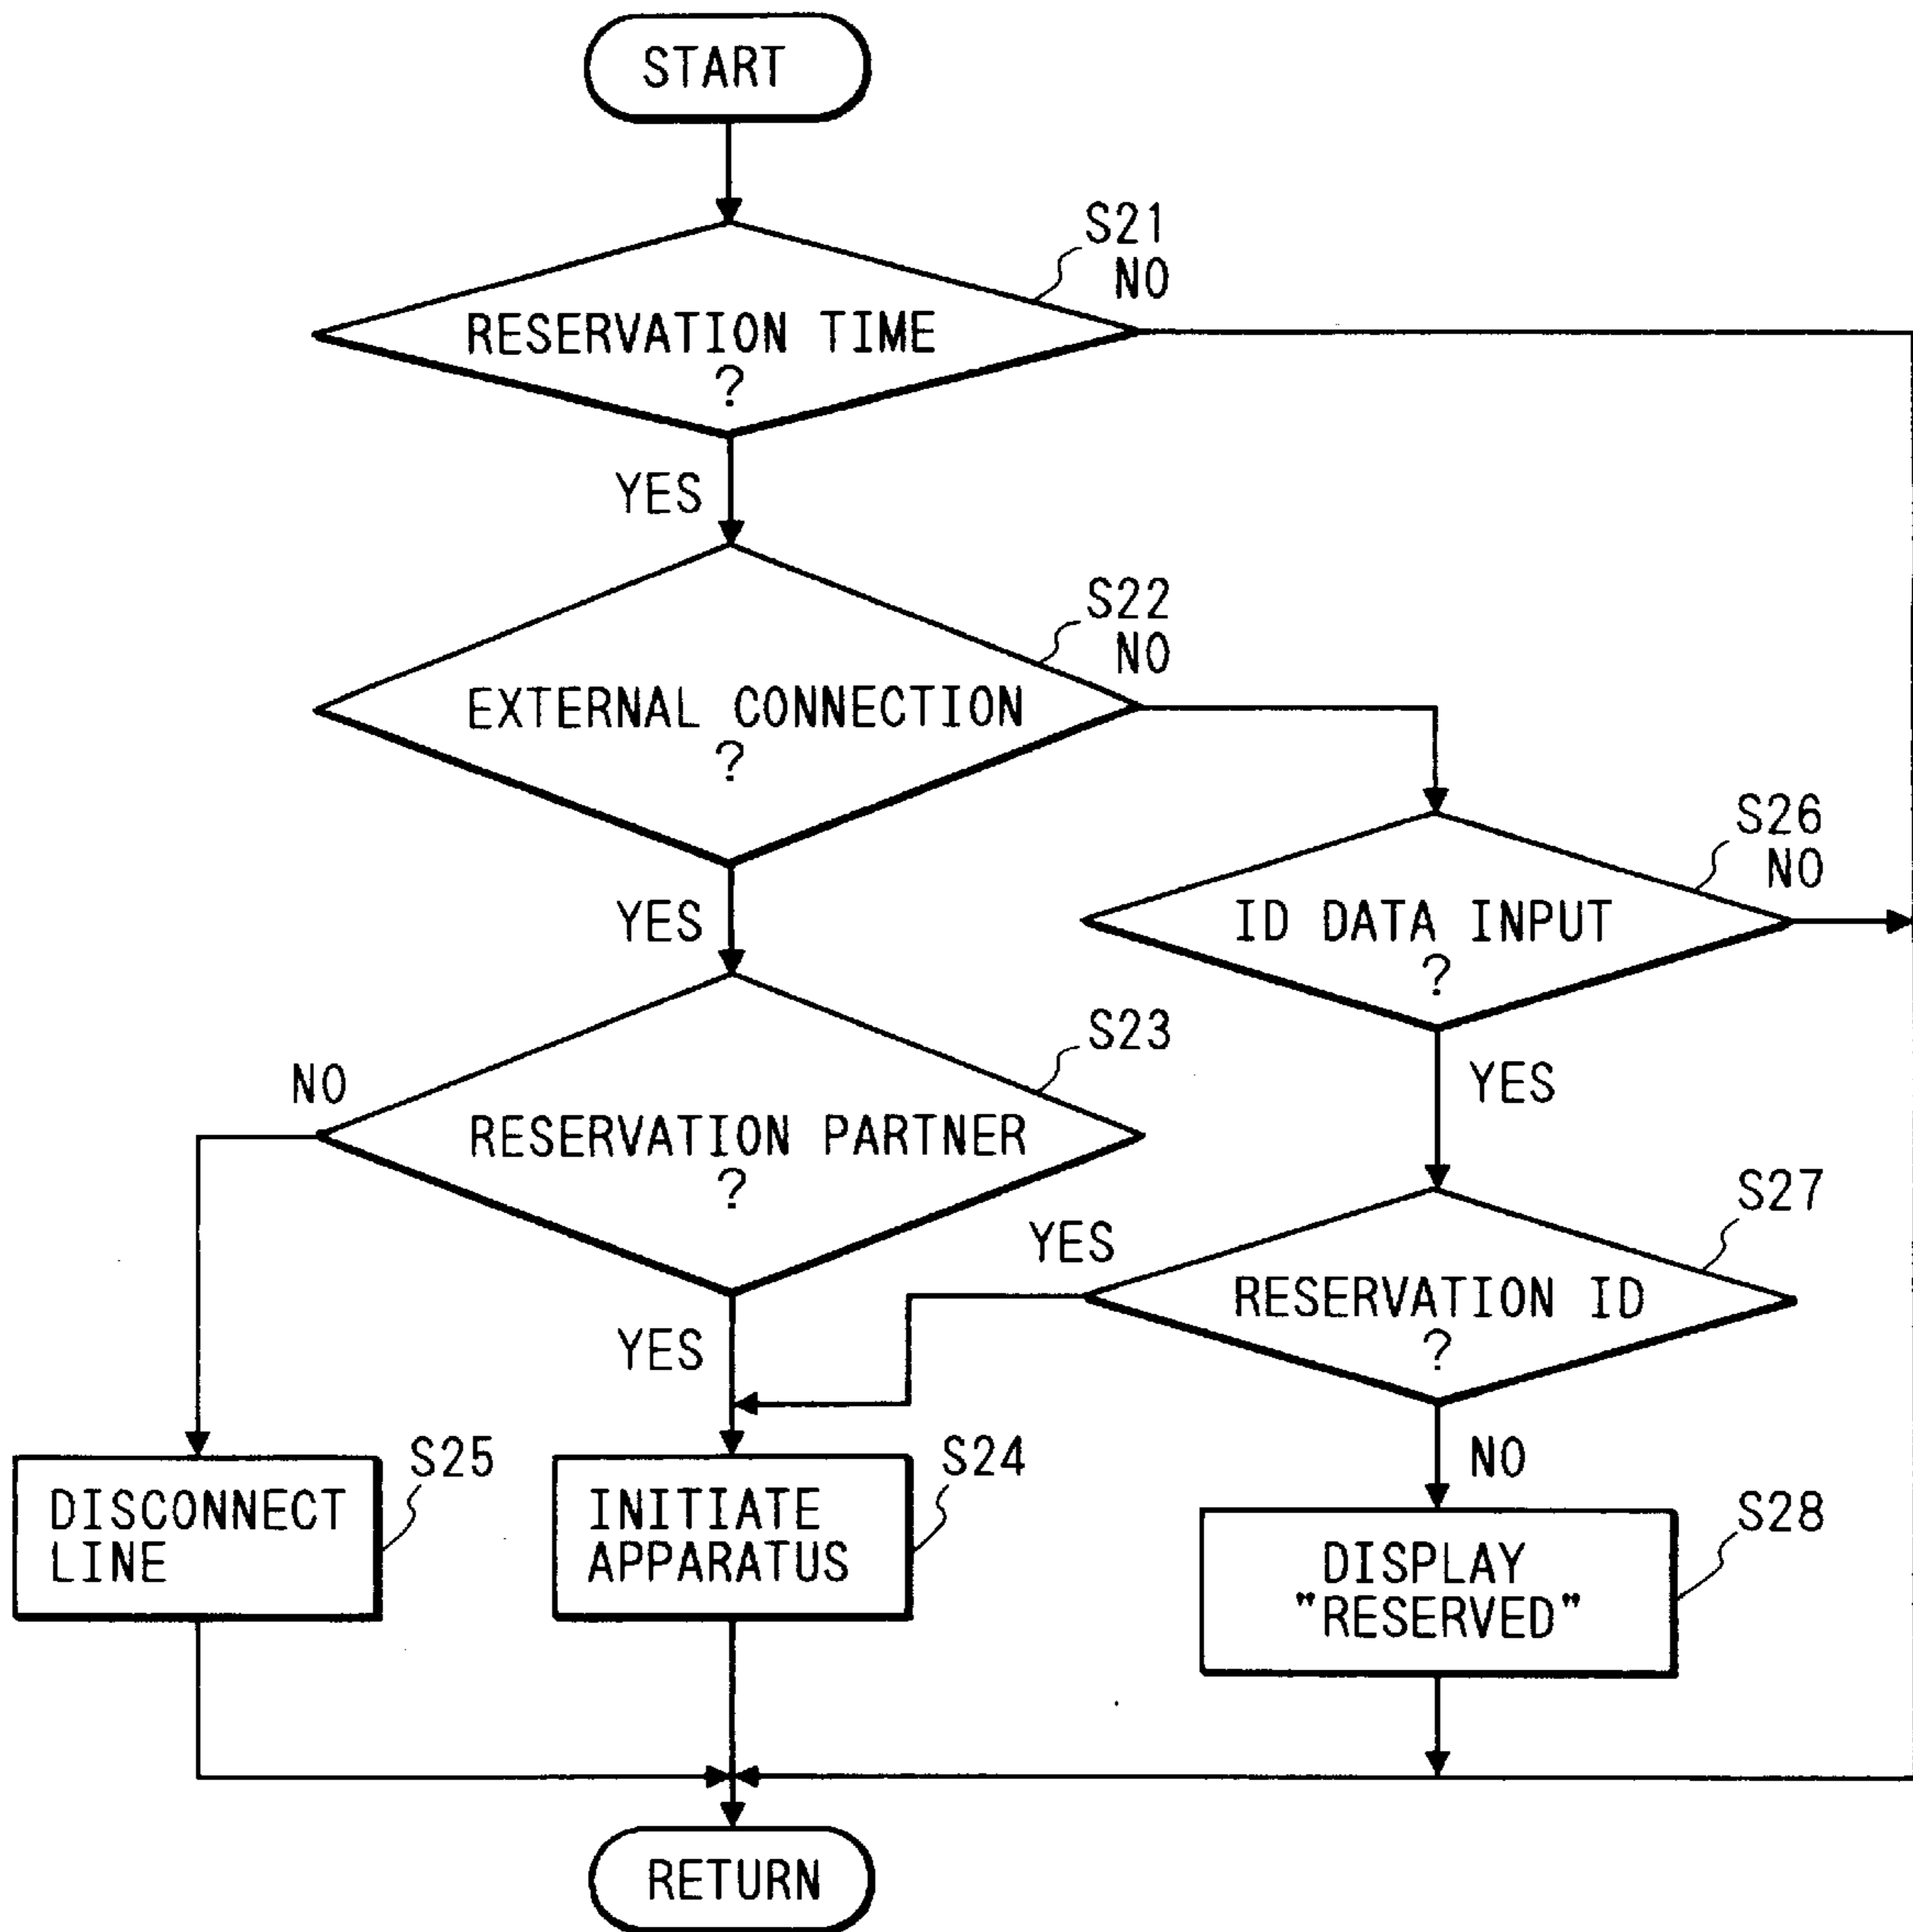 START
S21
NO
RESERVATION TIME
?
YES
S22
NO
EXTERNAL CONNECTION
?
S26
NO
YES
ID DATA INPUT
?
S23
NO
YES
RESERVATION PARTNER
?
S27
YES
RESERVATION ID
?
YES
S25
S24
NO
DISCONNECT
LINE
INITIATE
APPARATUS
S28
DISPLAY
"RESERVED"
RETURN